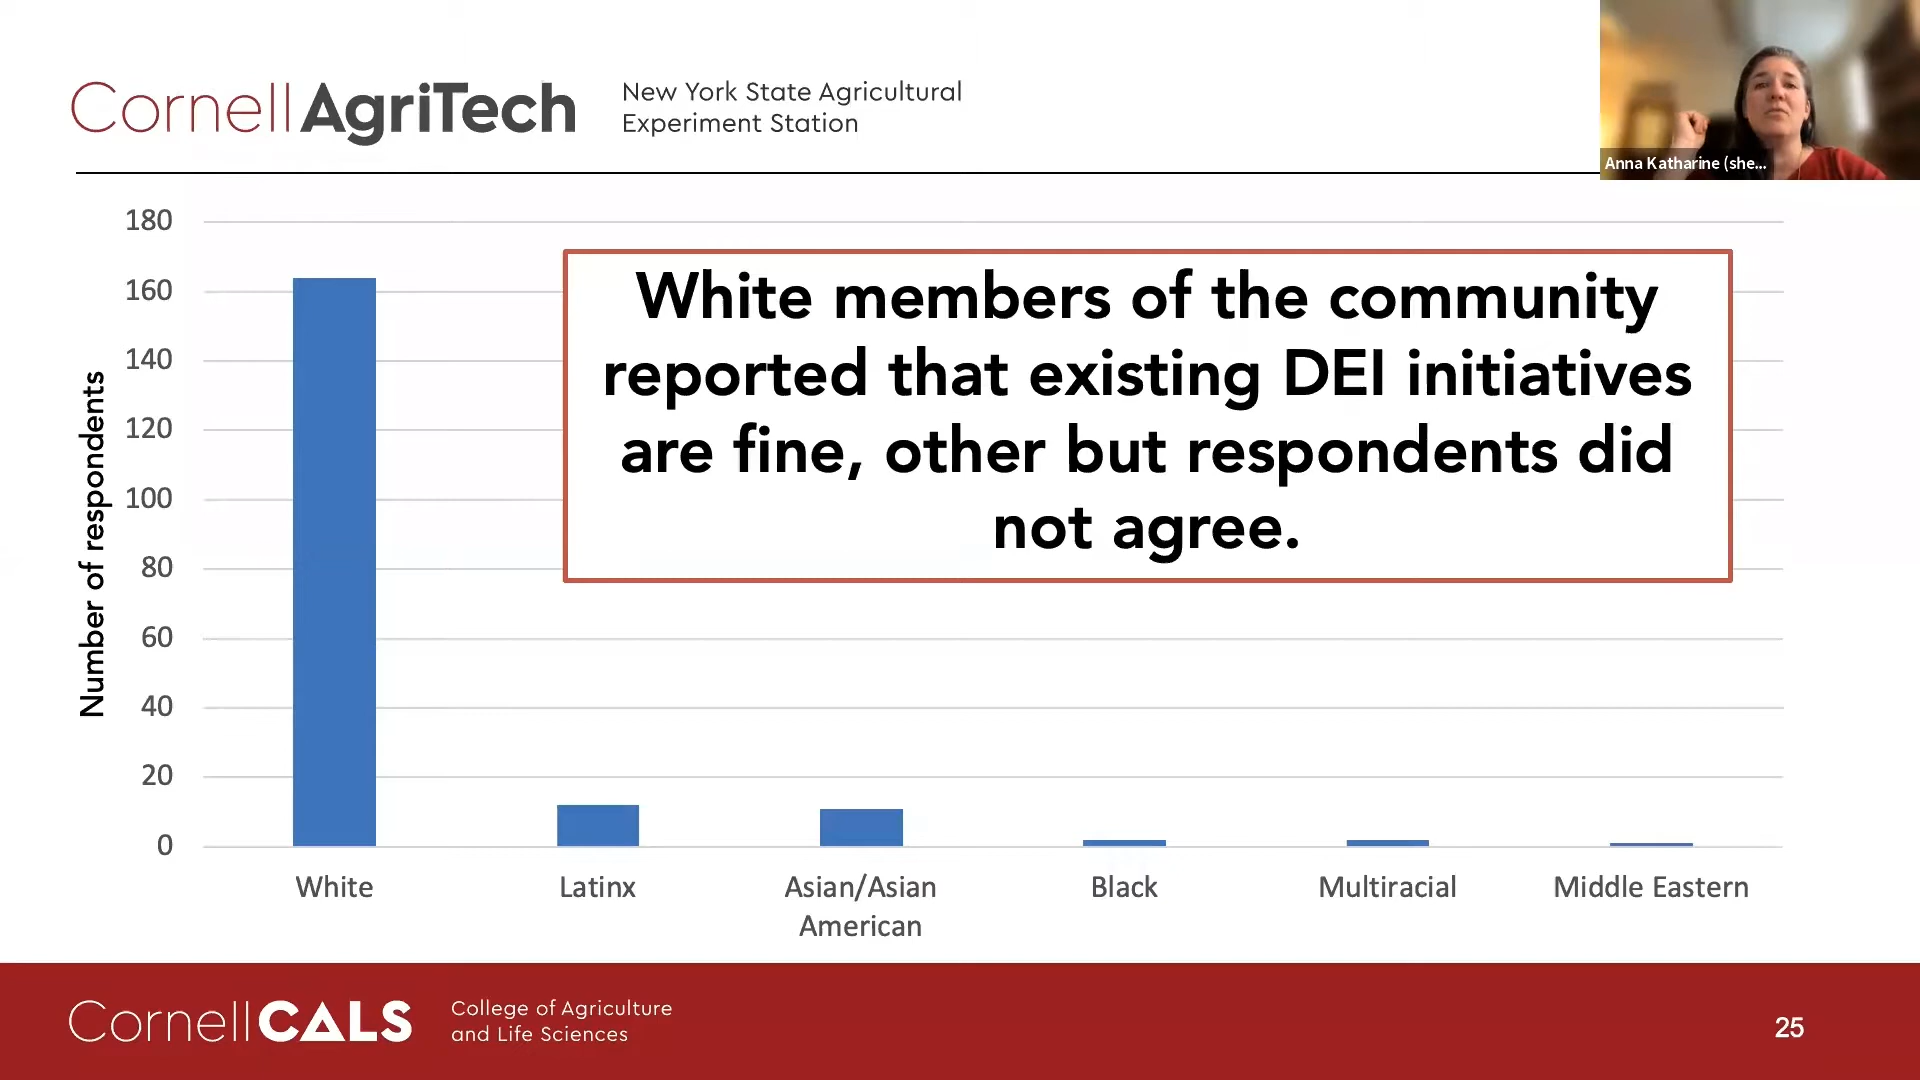 Cornell AgriTech
New York State Agricultural
Experiment Station
Anna Katharine (she...
180
160
140
120
100
80
60
40
20
0
Number of respondents
White members of the community
reported that existing DEI initiatives
are fine, other but respondents did
not agree.
White
Latinx
Asian/Asian
American
Black
Multiracial
Middle Eastern
CornellCALS
College of Agriculture
and Life Sciences
25